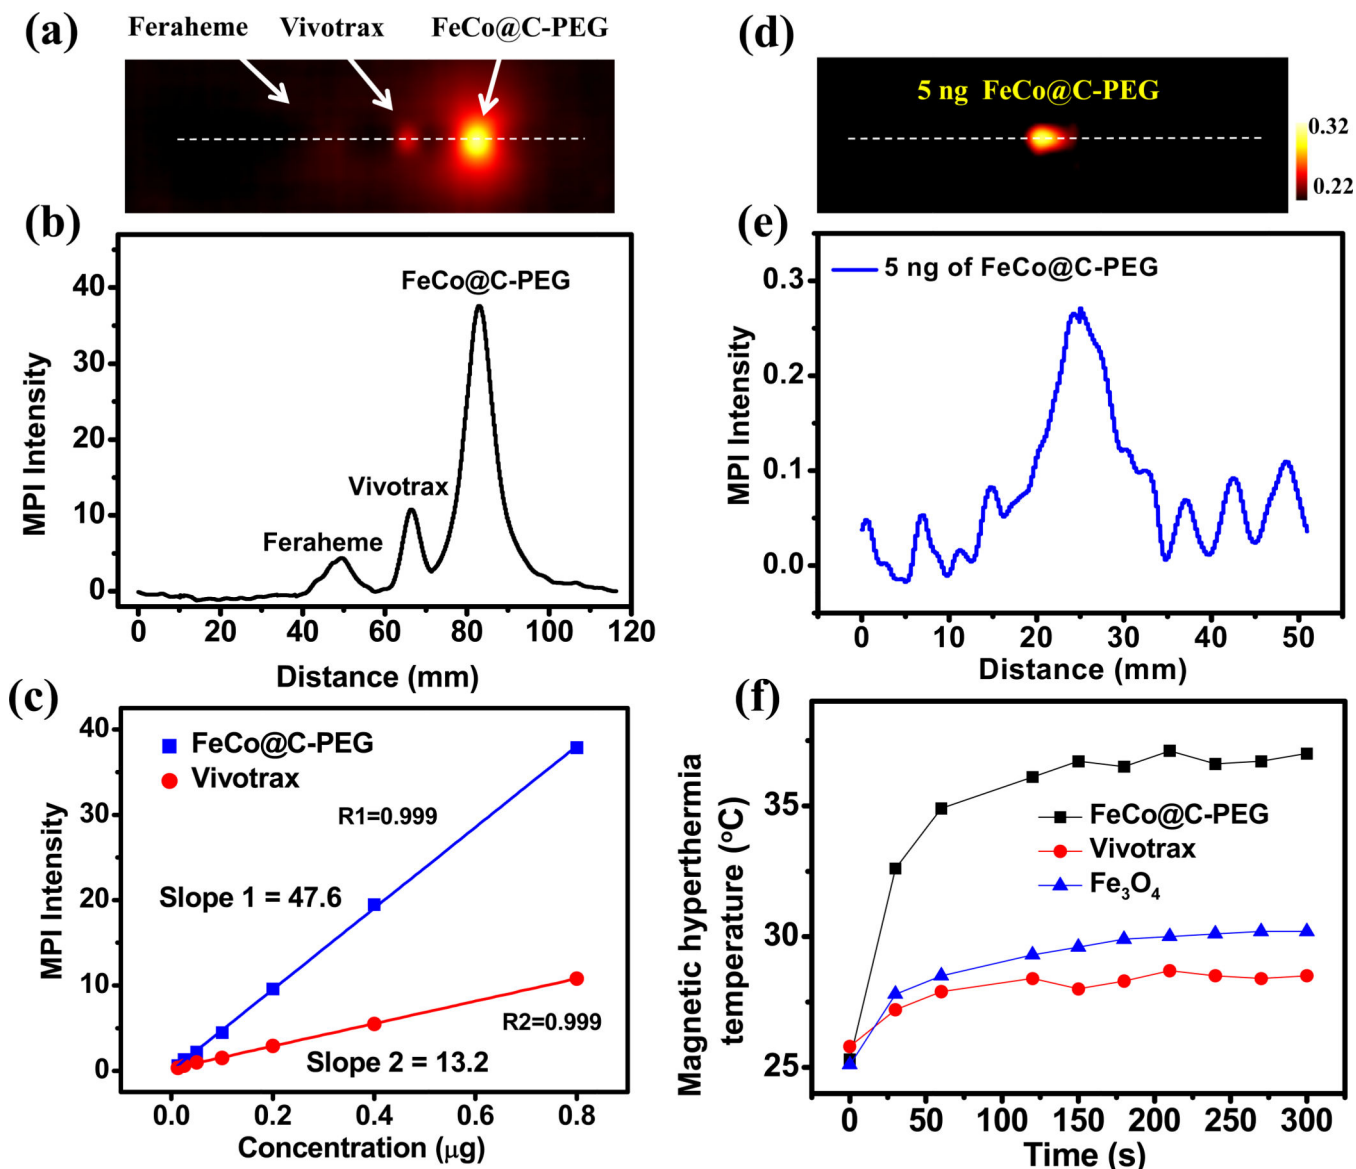 (a)
Feraheme
Vivotrax
FeCo@C-PEG
(b)
MPI Intensity
40
30
20
10
0
FeCo@C-PEG
Vivotrax
Feraheme
0 20 40 60 80 100 120
Distance (mm)
(c)
MPI Intensity
40
30
20
10
0
FeCo@C-PEG
Vivotrax
R1=0.999
Slope 1 = 47.6
R2=0.999
Slope 2 = 13.2
0.0 0.2 0.4 0.6 0.8
Concentration (μg)
(d)
5 ng FeCo@C-PEG
0.32
0.22
(e)
MPI Intensity
0.3
0.2
0.1
0.0
5 ng of FeCo@C-PEG
0 10 20 30 40 50
Distance (mm)
(f)
Magnetic hyperthermia
temperature (°C)
35
30
25
FeCo@C-PEG
Vivotrax
Fe₃O₄
0 50 100 150 200 250 300
Time (s)